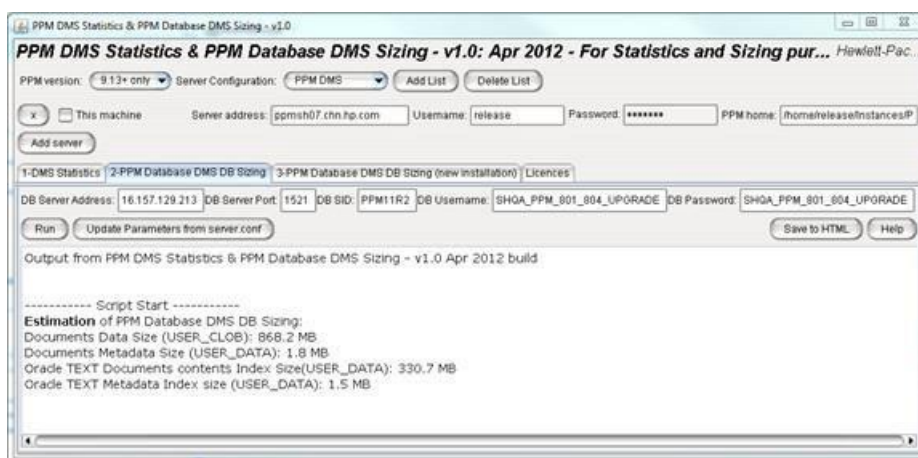 PPM DMS Statistics & PPM Database DMS Sizing - v1.0
PPM DMS Statistics & PPM Database DMS Sizing - v1.0: Apr 2012 - For Statistics and Sizing pur... Hewlett-Pac...
PPM version: 9.13+ only Server Configuration: PPM DMS Add List Delete List
x This machine Server address: ppmsh07.chn.hp.com Username: release Password: ******* PPM home: /home/release/instances/P
Add server
1-DMS Statistics 2-PPM Database DMS DB Sizing 3-PPM Database DMS DB Sizing (new installation) Licences
DB Server Address: 16.157.129.213 DB Server Port: 1521 DB SID: PPM11R2 DB Username: SHQA_PPM_801_804_UPGRADE DB Password: SHQA_PPM_801_804_UPGRADE
Run Update Parameters from server.conf Save to HTML Help
Output from PPM DMS Statistics & PPM Database DMS Sizing - v1.0 Apr 2012 build
----------- Script Start -----------
Estimation of PPM Database DMS DB Sizing:
Documents Data Size (USER_CLOB): 868.2 MB
Documents Metadata Size (USER_DATA): 1.8 MB
Oracle TEXT Documents contents Index Size(USER_DATA): 330.7 MB
Oracle TEXT Metadata Index size (USER_DATA): 1.5 MB